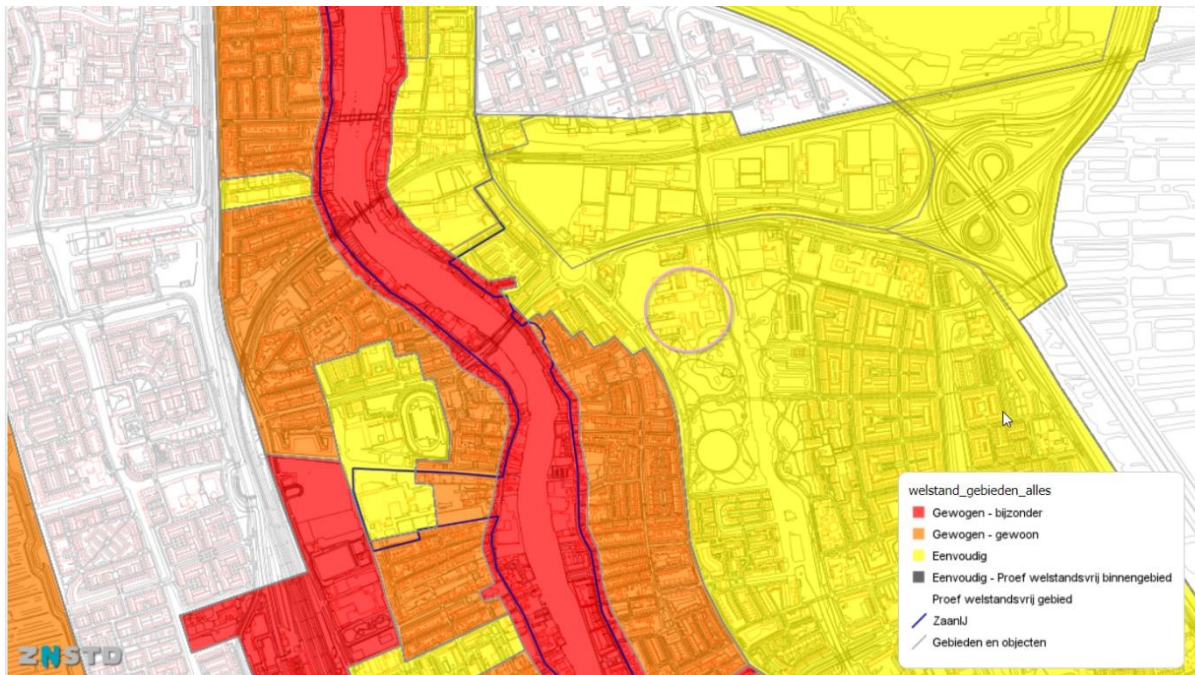 welstand_gebieden_alles
Gewogen - bijzonder
Gewogen - gewoon
Eenvoudig
Eenvoudig - Proef welstandsvrij binnengebied
Proef welstandsvrij gebied
ZaanIJ
Gebieden en objecten
ZNSTD